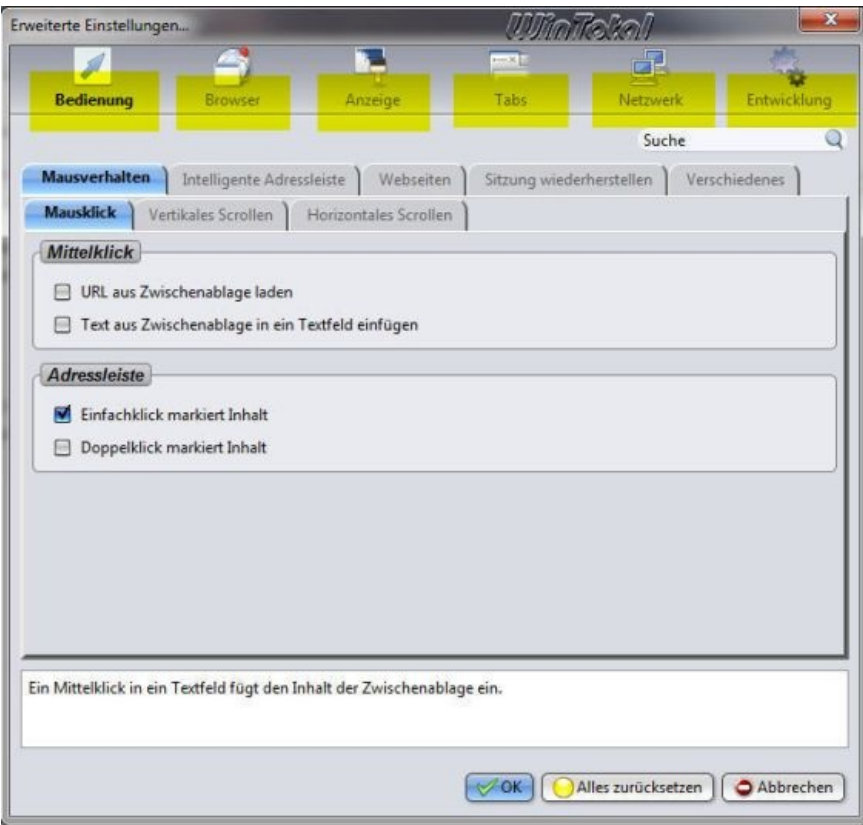 Erweiterte Einstellungen...
WinTotal
Bedienung Browser Anzeige Tabs Netzwerk Entwicklung
Suche
Mausverhalten Intelligente Adressleiste Webseiten Sitzung wiederherstellen Verschiedenes
Mausklick Vertikales Scrollen Horizontales Scrollen
Mittelklick
URL aus Zwischenablage laden
Text aus Zwischenablage in ein Textfeld einfügen
Adressleiste
Einfachklick markiert Inhalt
Doppelklick markiert Inhalt
Ein Mittelklick in ein Textfeld fügt den Inhalt der Zwischenablage ein.
OK Alles zurücksetzen Abbrechen